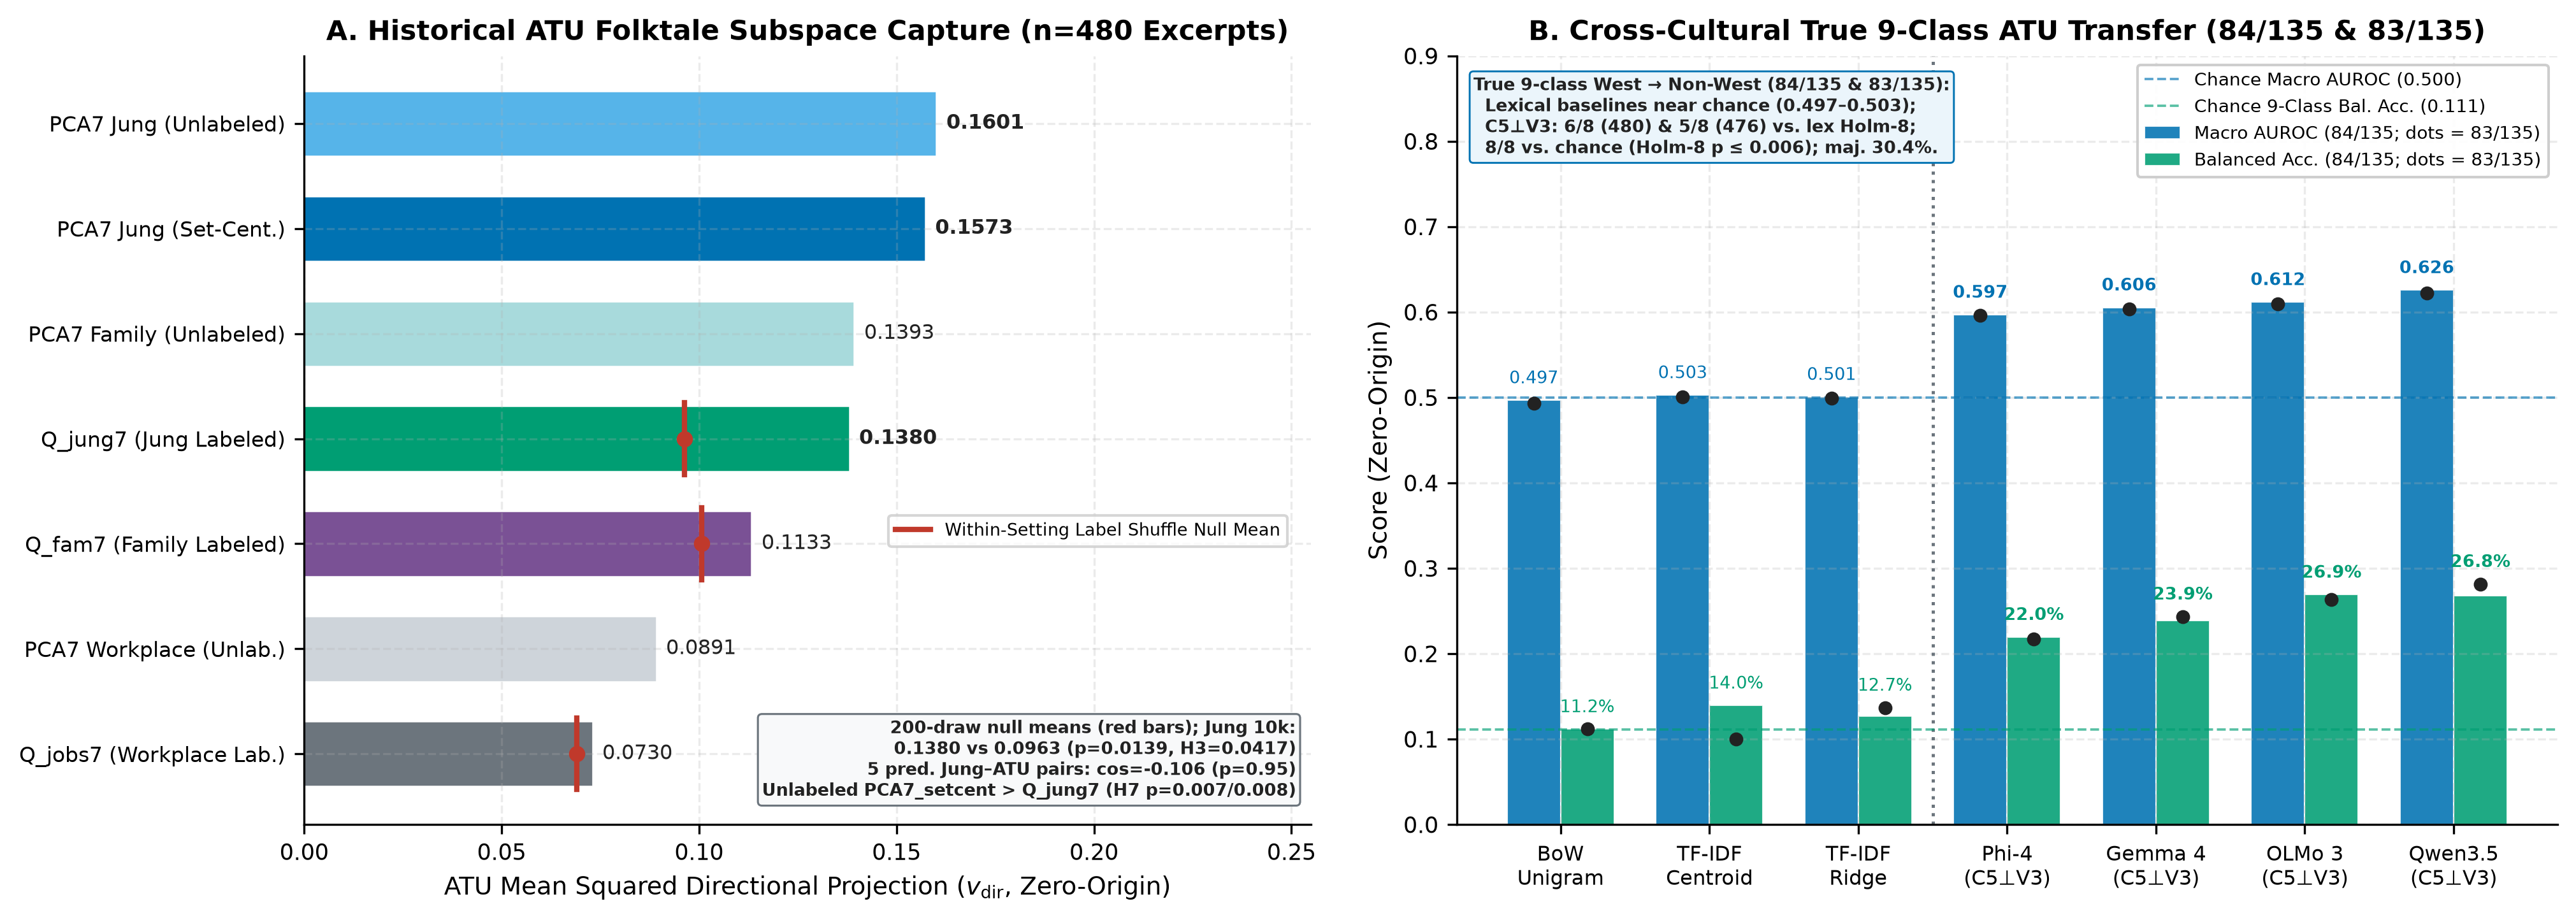 A. Historical ATU Folktale Subspace Capture (n=480 Excerpts)
PCA7 Jung (Unlabeled)
0.1601
PCA7 Jung (Set-Cent.)
0.1573
PCA7 Family (Unlabeled)
0.1393
Q_jung7 (Jung Labeled)
0.1380
Q_fam7 (Family Labeled)
0.1133
Within-Setting Label Shuffle Null Mean
PCA7 Workplace (Unlab.)
0.0891
Q_jobs7 (Workplace Lab.)
0.0730
200-draw null means (red bars); Jung 10k:
0.1380 vs 0.0963 (p=0.0139, H3=0.0417)
5 pred. Jung–ATU pairs: cos=-0.106 (p=0.95)
Unlabeled PCA7_setcent > Q_jung7 (H7 p=0.007/0.008)
0.00 0.05 0.10 0.15 0.20 0.25
ATU Mean Squared Directional Projection (v_dir, Zero-Origin)
B. Cross-Cultural True 9-Class ATU Transfer (84/135 & 83/135)
True 9-class West → Non-West (84/135 & 83/135):
Lexical baselines near chance (0.497–0.503);
C5⊥V3: 6/8 (480) & 5/8 (476) vs. lex Holm-8;
8/8 vs. chance (Holm-8 p ≤ 0.006); maj. 30.4%.
Chance Macro AUROC (0.500)
Chance 9-Class Bal. Acc. (0.111)
Macro AUROC (84/135; dots = 83/135)
Balanced Acc. (84/135; dots = 83/135)
Score (Zero-Origin)
0.9
0.8
0.7
0.6
0.5
0.4
0.3
0.2
0.1
0.0
0.497 0.503 0.501 0.597 0.606 0.612 0.626
11.2% 14.0% 12.7% 22.0% 23.9% 26.9% 26.8%
BoW
Unigram
TF-IDF
Centroid
TF-IDF
Ridge
Phi-4
(C5⊥V3)
Gemma 4
(C5⊥V3)
OLMo 3
(C5⊥V3)
Qwen3.5
(C5⊥V3)